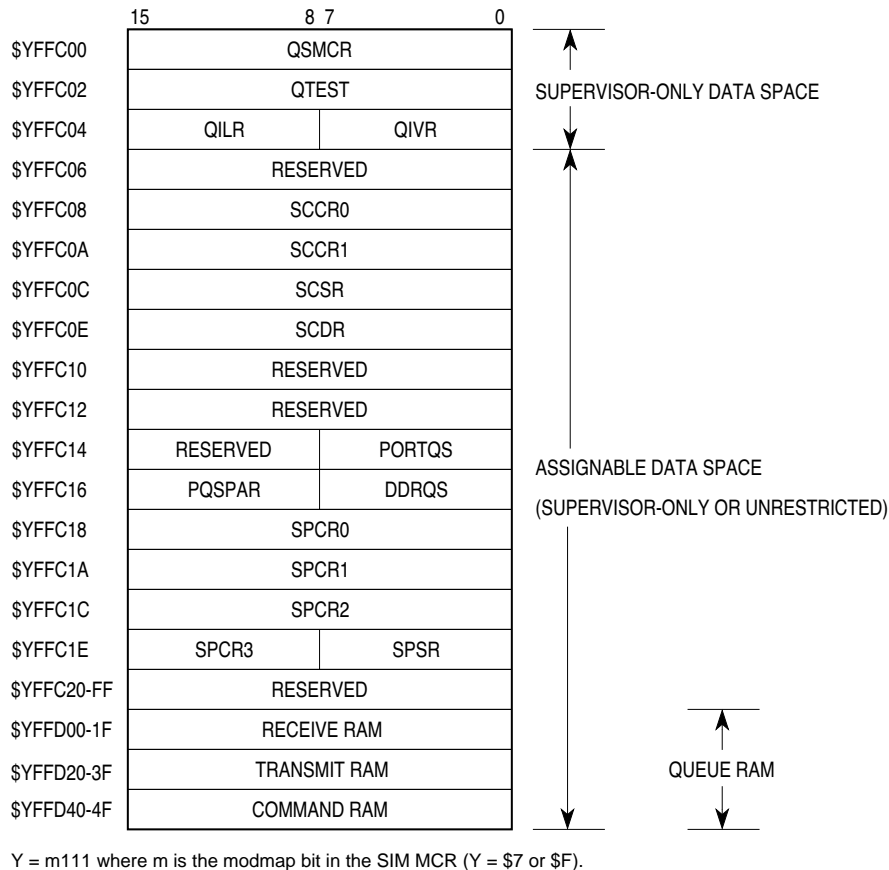 15 8 7 0
$YFFC00 QSMCR
$YFFC02 QTEST SUPERVISOR-ONLY DATA SPACE
$YFFC04 QILR QIVR
$YFFC06 RESERVED
$YFFC08 SCCR0
$YFFC0A SCCR1
$YFFC0C SCSR
$YFFC0E SCDR
$YFFC10 RESERVED
$YFFC12 RESERVED
$YFFC14 RESERVED PORTQS
ASSIGNABLE DATA SPACE
$YFFC16 PQSPAR DDRQS
(SUPERVISOR-ONLY OR UNRESTRICTED)
$YFFC18 SPCR0
$YFFC1A SPCR1
$YFFC1C SPCR2
$YFFC1E SPCR3 SPSR
$YFFC20-FF RESERVED
$YFFD00-1F RECEIVE RAM
$YFFD20-3F TRANSMIT RAM QUEUE RAM
$YFFD40-4F COMMAND RAM
Y = m111 where m is the modmap bit in the SIM MCR (Y = $7 or $F).